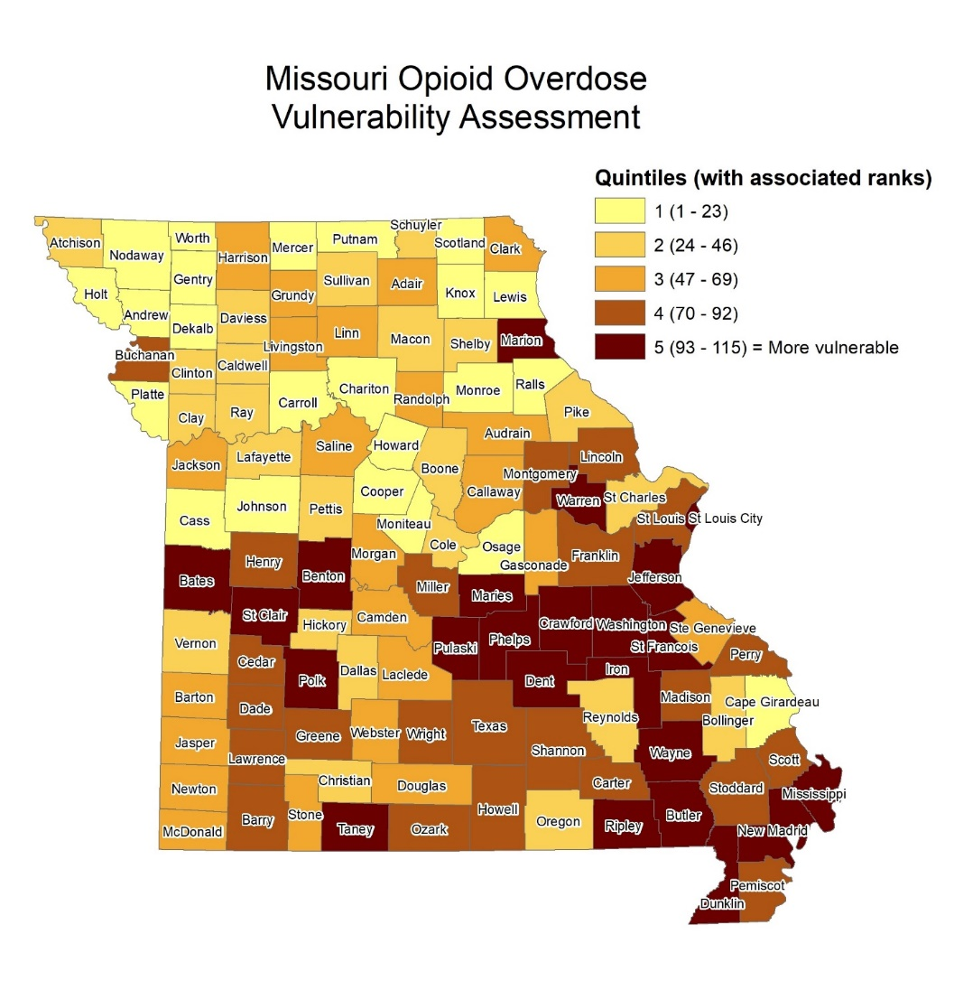 Missouri Opioid Overdose
Vulnerability Assessment
Quintiles (with associated ranks)
1 (1 - 23)
2 (24 - 46)
3 (47 - 69)
4 (70 - 92)
5 (93 - 115) = More vulnerable
Schuyler
Atchison
Nodaway
Worth
Harrison
Mercer
Putnam
Scotland
Clark
Holt
Gentry
Grundy
Sullivan
Adair
Knox
Lewis
Andrew
Dekalb
Daviess
Livingston
Linn
Macon
Shelby
Marion
Buchanan
Clinton
Caldwell
Platte
Clay
Ray
Carroll
Chariton
Randolph
Monroe
Ralls
Pike
Jackson
Lafayette
Saline
Howard
Boone
Audrain
Callaway
Montgomery
Lincoln
Cass
Johnson
Pettis
Cooper
Moniteau
Cole
Osage
Gasconade
Warren
St Charles
St Louis
St Louis City
Franklin
Jefferson
Bates
Henry
Benton
Morgan
Miller
Maries
St Clair
Hickory
Camden
Pulaski
Phelps
Crawford
Washington
St Francois
Ste Genevieve
Perry
Vernon
Cedar
Polk
Dallas
Laclede
Dent
Iron
Madison
Cape Girardeau
Bollinger
Reynolds
Barton
Dade
Greene
Webster
Wright
Texas
Shannon
Wayne
Scott
Jasper
Lawrence
Christian
Douglas
Carter
Stoddard
Mississippi
Newton
Barry
Stone
Taney
Ozark
Howell
Oregon
Ripley
Butler
New Madrid
McDonald
Pemiscot
Dunklin